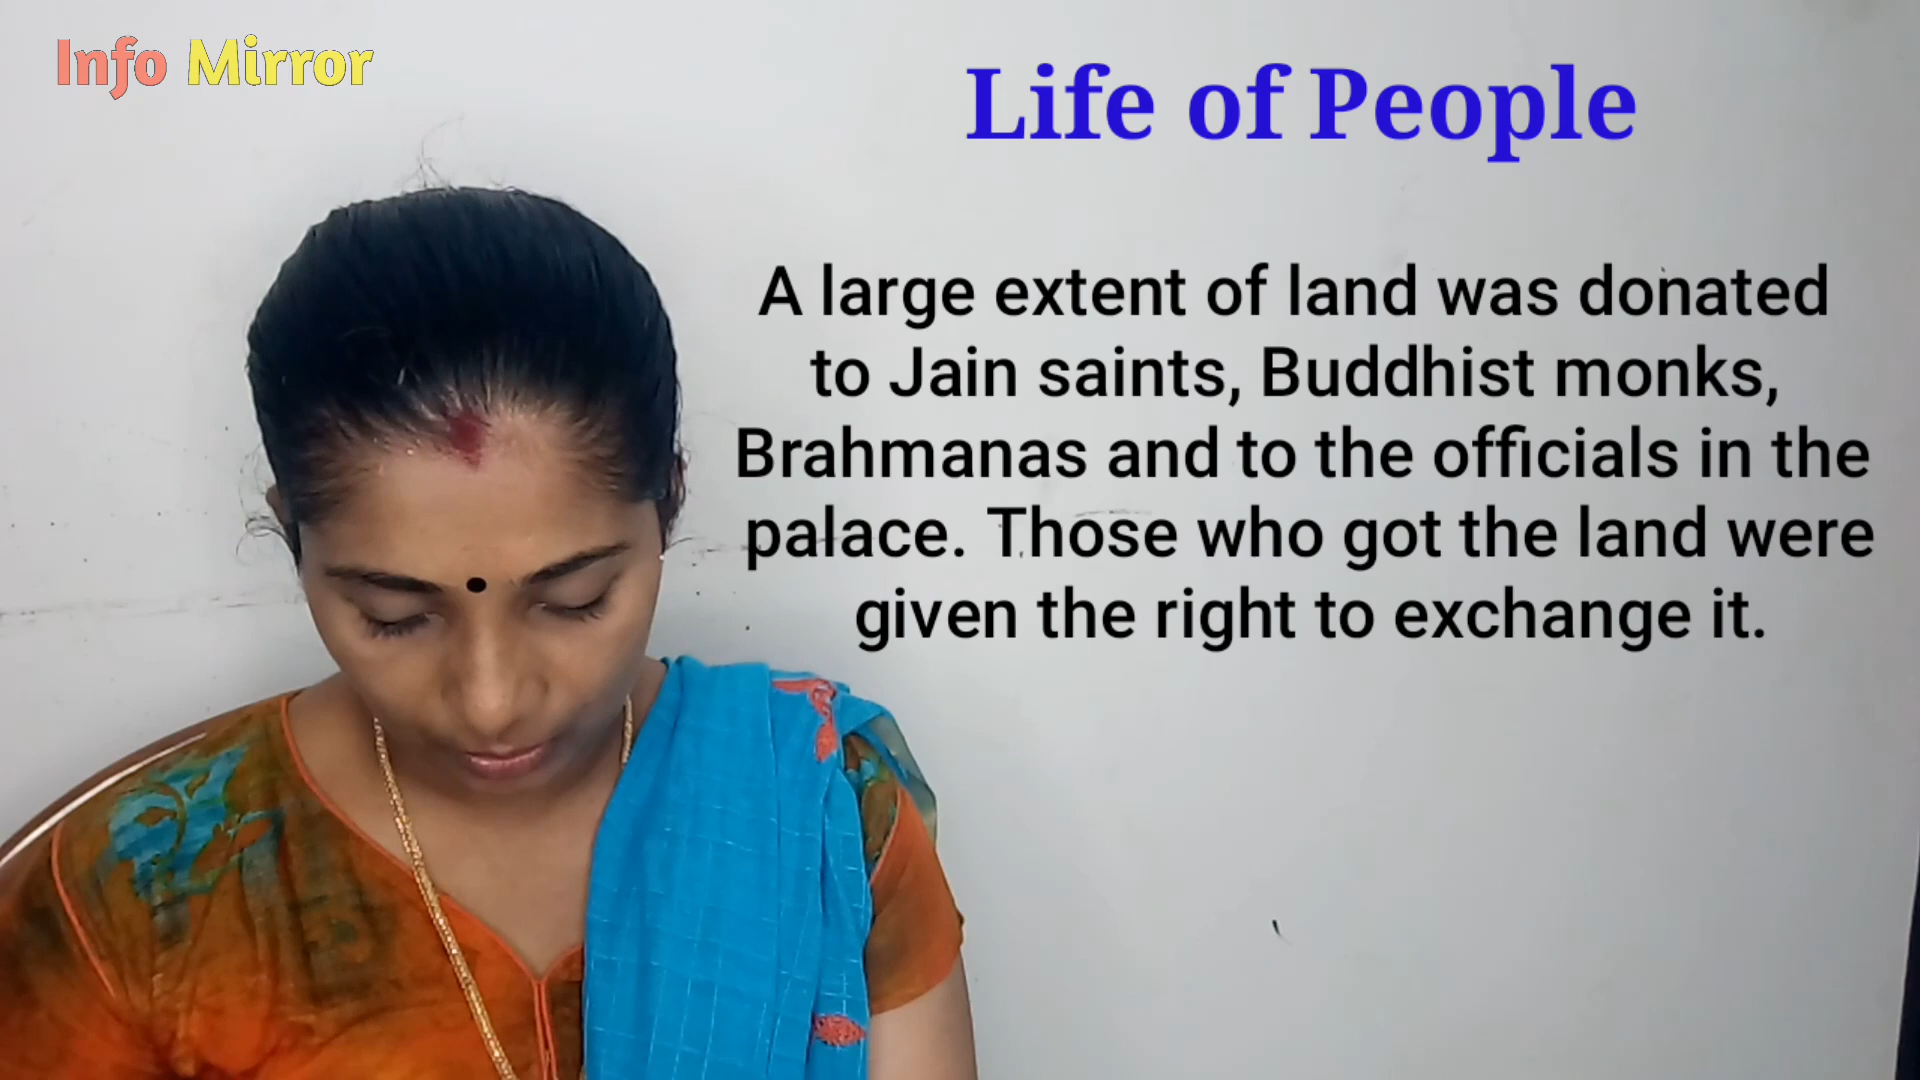 Info Mirror
Life of People
A large extent of land was donated
to Jain saints, Buddhist monks,
Brahmanas and to the officials in the
palace. Those who got the land were
given the right to exchange it.